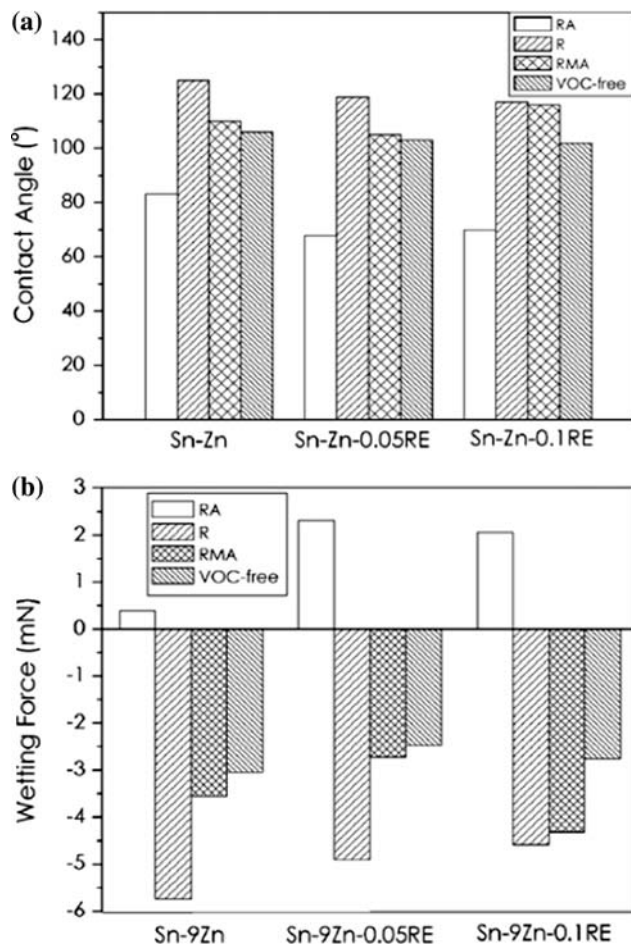 (a)
140
120
100
80
60
40
20
0
Contact Angle (°)
RA
R
RMA
VOC-free
Sn-Zn Sn-Zn-0.05RE Sn-Zn-0.1RE
(b)
3
2
1
0
-1
-2
-3
-4
-5
-6
Wetting Force (mN)
RA
R
RMA
VOC-free
Sn-9Zn Sn-9Zn-0.05RE Sn-9Zn-0.1RE